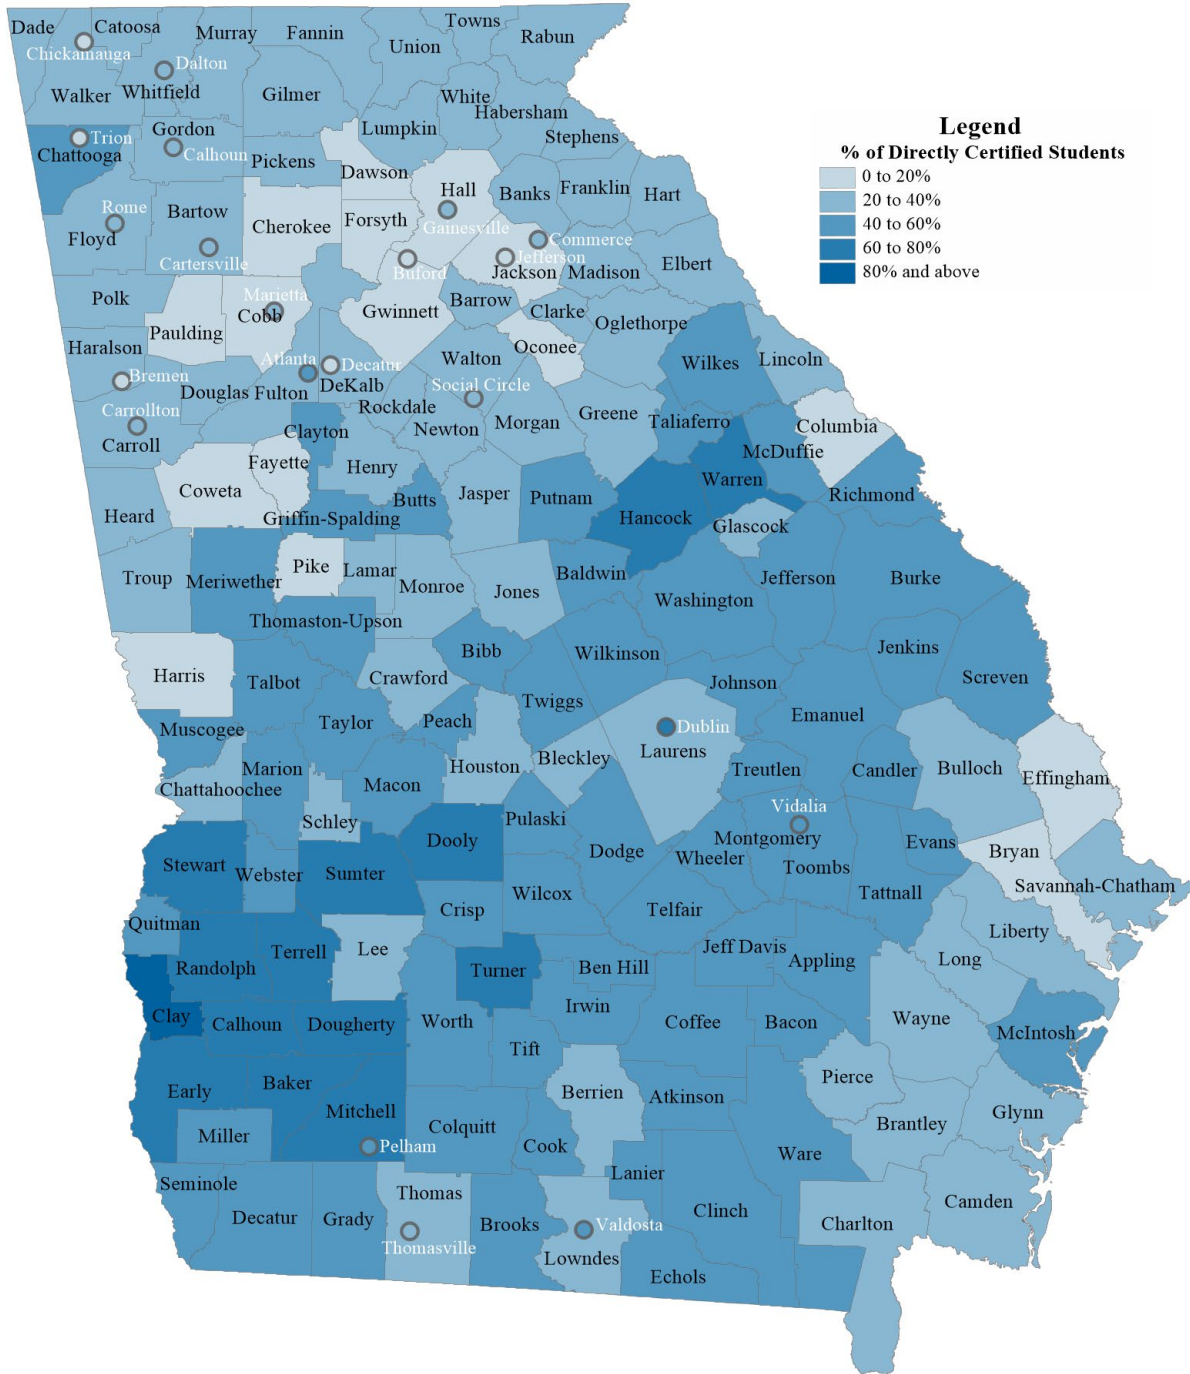 Dade
Catoosa
Murray
Fannin
Towns
Union
Rabun
Chickamauga
Dalton
Walker
Whitfield
Gilmer
White
Habersham
Lumpkin
Stephens
Trion
Gordon
Chattooga
Calhoun
Pickens
Dawson
Legend
% of Directly Certified Students
0 to 20%
20 to 40%
40 to 60%
60 to 80%
80% and above
Hall
Banks
Franklin
Hart
Rome
Bartow
Cherokee
Forsyth
Gainesville
Floyd
Cartersville
Commerce
Jefferson
Buford
Jackson
Madison
Elbert
Polk
Marietta
Cobb
Gwinnett
Barrow
Clarke
Paulding
Oglethorpe
Haralson
Oconee
Atlanta
Decatur
Walton
Wilkes
Lincoln
Bremen
Douglas
Fulton
DeKalb
Social Circle
Carrollton
Rockdale
Greene
Carroll
Clayton
Newton
Morgan
Taliaferro
Columbia
Fayette
Henry
McDuffie
Coweta
Warren
Butts
Jasper
Putnam
Richmond
Heard
Griffin-Spalding
Hancock
Glascock
Troup
Meriwether
Pike
Lamar
Monroe
Jones
Baldwin
Jefferson
Burke
Washington
Thomaston-Upson
Harris
Talbot
Crawford
Bibb
Wilkinson
Jenkins
Screven
Johnson
Muscogee
Taylor
Peach
Twiggs
Dublin
Emanuel
Laurens
Chattahoochee
Marion
Macon
Houston
Bleckley
Treutlen
Candler
Bulloch
Effingham
Schley
Pulaski
Vidalia
Stewart
Webster
Sumter
Dooly
Dodge
Wheeler
Montgomery
Toombs
Evans
Bryan
Savannah-Chatham
Quitman
Crisp
Wilcox
Telfair
Tattnall
Liberty
Randolph
Terrell
Lee
Turner
Ben Hill
Jeff Davis
Appling
Long
Clay
Calhoun
Dougherty
Worth
Irwin
Coffee
Bacon
Wayne
McIntosh
Tift
Early
Baker
Berrien
Atkinson
Pierce
Mitchell
Glynn
Miller
Pelham
Colquitt
Cook
Brantley
Ware
Seminole
Thomas
Lanier
Decatur
Grady
Brooks
Valdosta
Clinch
Charlton
Camden
Thomasville
Lowndes
Echols